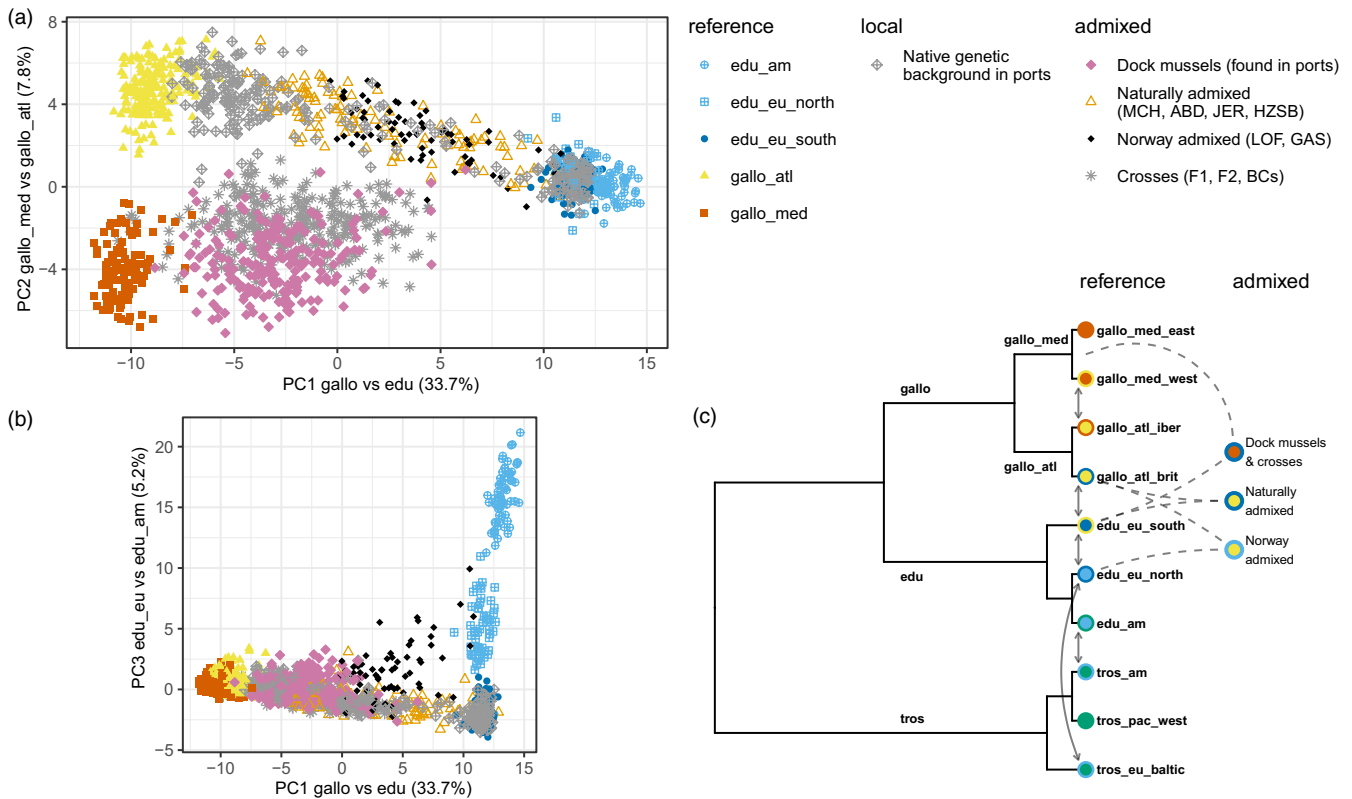 (a)
PC2 gallo_med vs gallo_atl (7.8%)
8
4
0
−4
−10
−5
0
5
10
15
PC1 gallo vs edu (33.7%)
reference
edu_am
edu_eu_north
edu_eu_south
gallo_atl
gallo_med
local
Native genetic
background in ports
admixed
Dock mussels (found in ports)
Naturally admixed
(MCH, ABD, JER, HZSB)
Norway admixed (LOF, GAS)
Crosses (F1, F2, BCs)
(b)
PC3 edu_eu vs edu_am (5.2%)
20
15
10
5
0
−5
−10
−5
0
5
10
15
PC1 gallo vs edu (33.7%)
(c)
reference
admixed
gallo_med
gallo_med_east
gallo
gallo_med_west
gallo_atl_iber
gallo_atl
gallo_atl_brit
edu_eu_south
edu_eu_north
edu
edu_am
tros_am
tros
tros_pac_west
tros_eu_baltic
Dock mussels
& crosses
Naturally
admixed
Norway
admixed